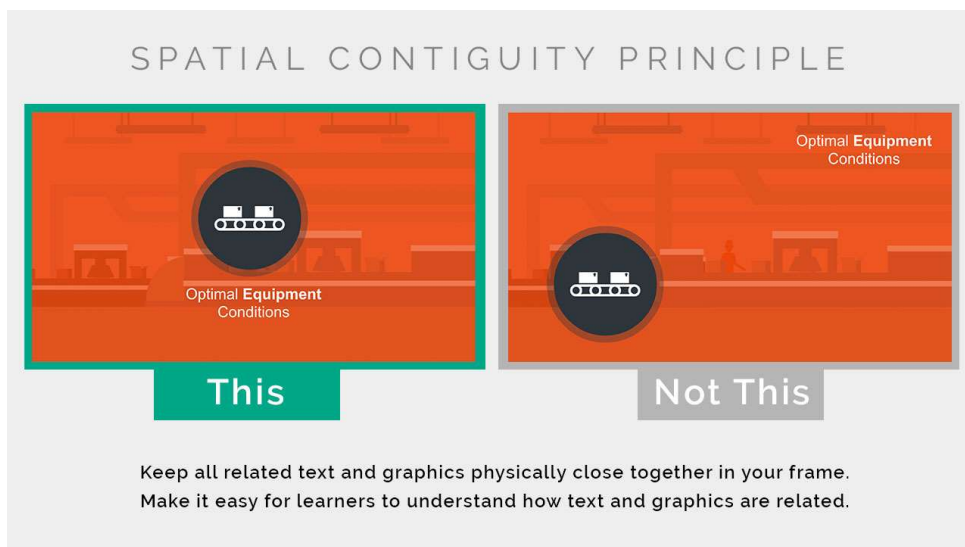 SPATIAL CONTIGUITY PRINCIPLE
Optimal Equipment
Conditions
This
Optimal Equipment
Conditions
Not This
Keep all related text and graphics physically close together in your frame.
Make it easy for learners to understand how text and graphics are related.